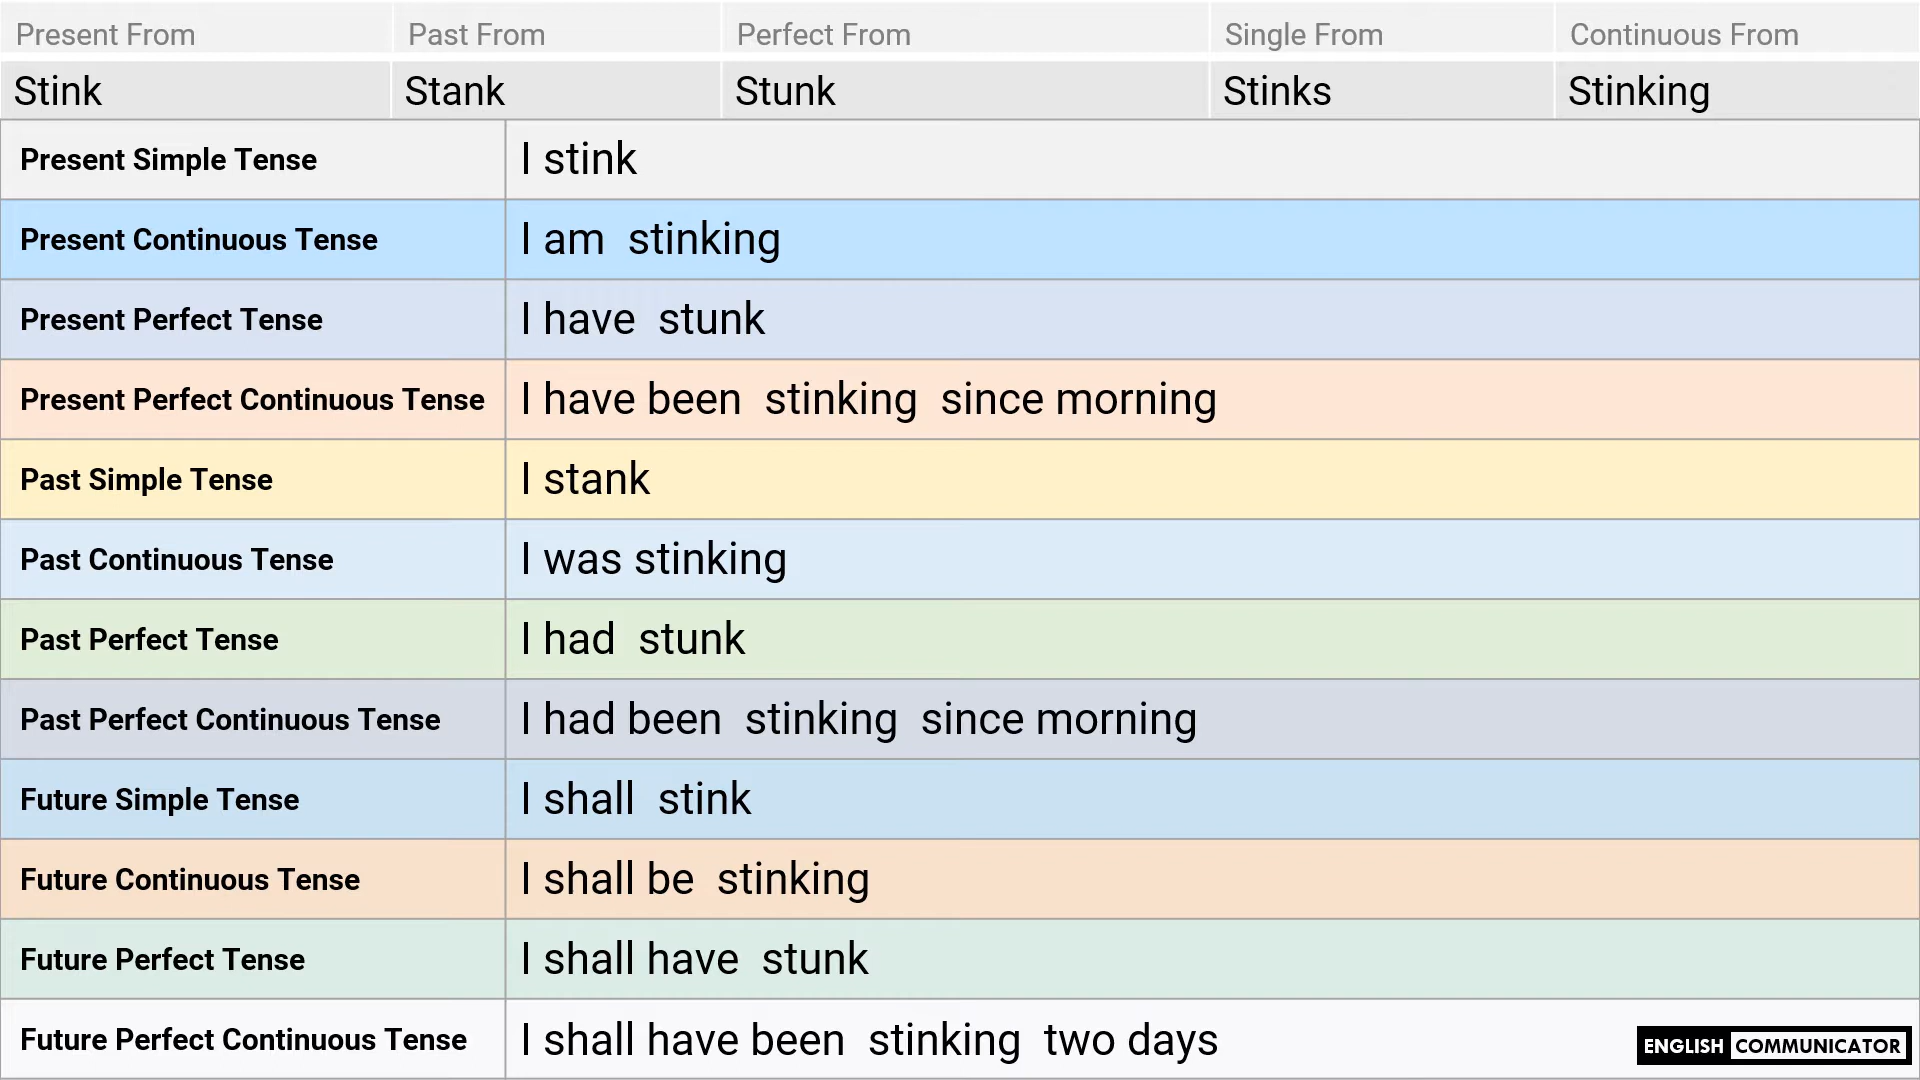 Present From Past From Perfect From Single From Continuous From
Stink Stank Stunk Stinks Stinking
Present Simple Tense I stink
Present Continuous Tense I am stinking
Present Perfect Tense I have stunk
Present Perfect Continuous Tense I have been stinking since morning
Past Simple Tense I stank
Past Continuous Tense I was stinking
Past Perfect Tense I had stunk
Past Perfect Continuous Tense I had been stinking since morning
Future Simple Tense I shall stink
Future Continuous Tense I shall be stinking
Future Perfect Tense I shall have stunk
Future Perfect Continuous Tense I shall have been stinking two days
ENGLISH COMMUNICATOR